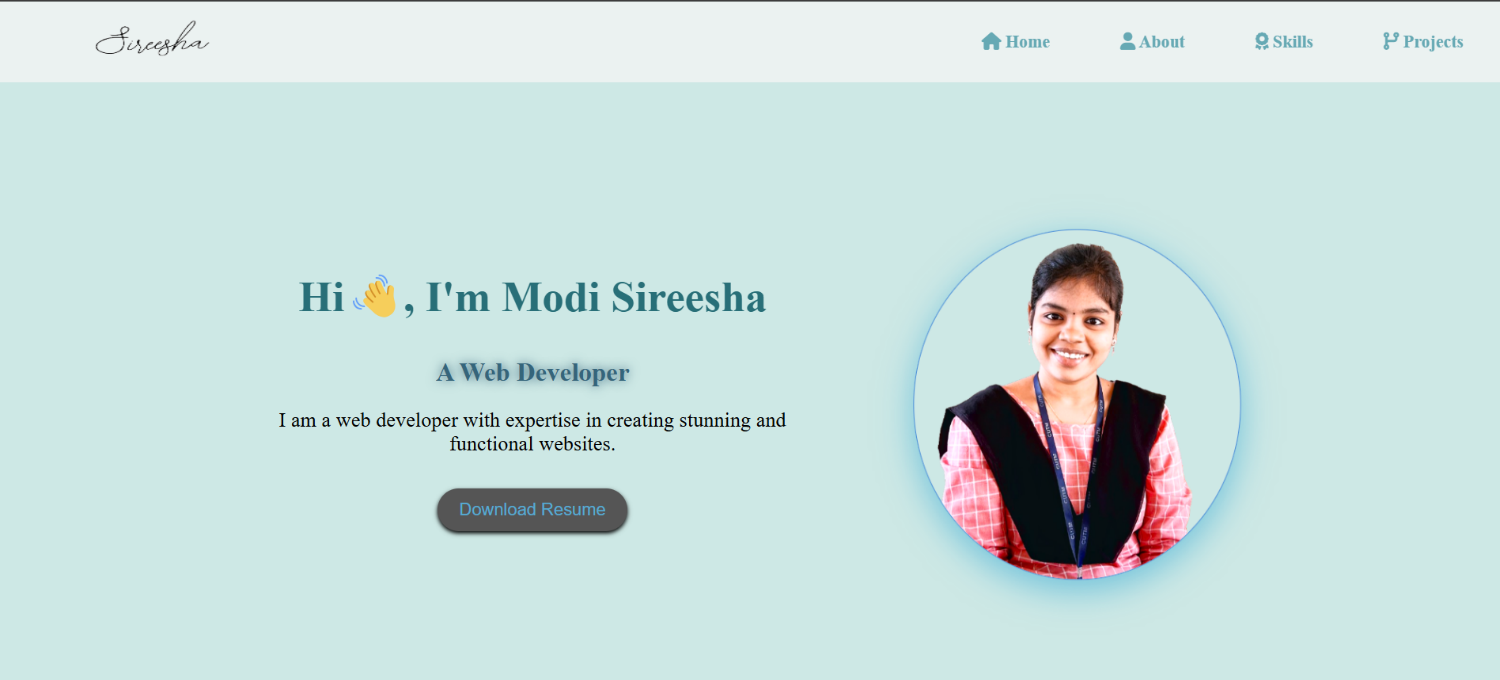 Sireesha
Home
About
Skills
Projects
Hi 👋, I'm Modi Sireesha
A Web Developer
I am a web developer with expertise in creating stunning and
functional websites.
Download Resume